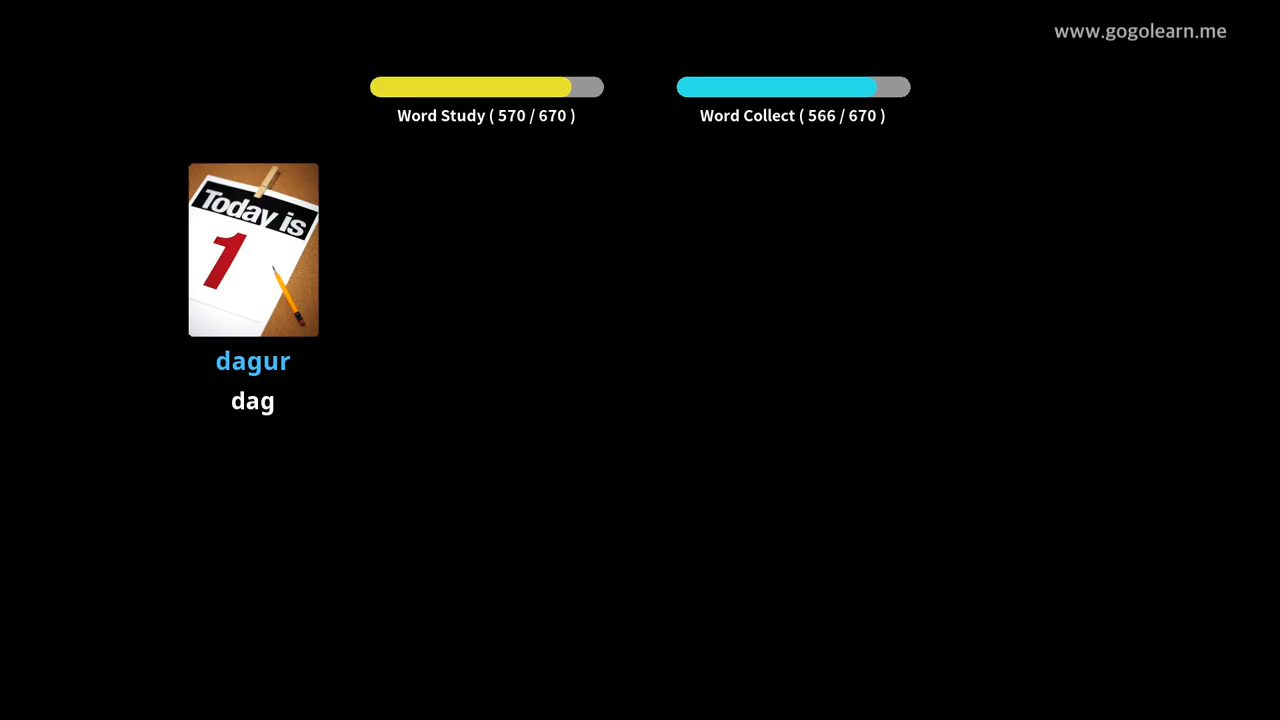 www.gogolearn.me
Word Study ( 570 / 670 )
Word Collect ( 566 / 670 )
Today is
1
dagur
dag